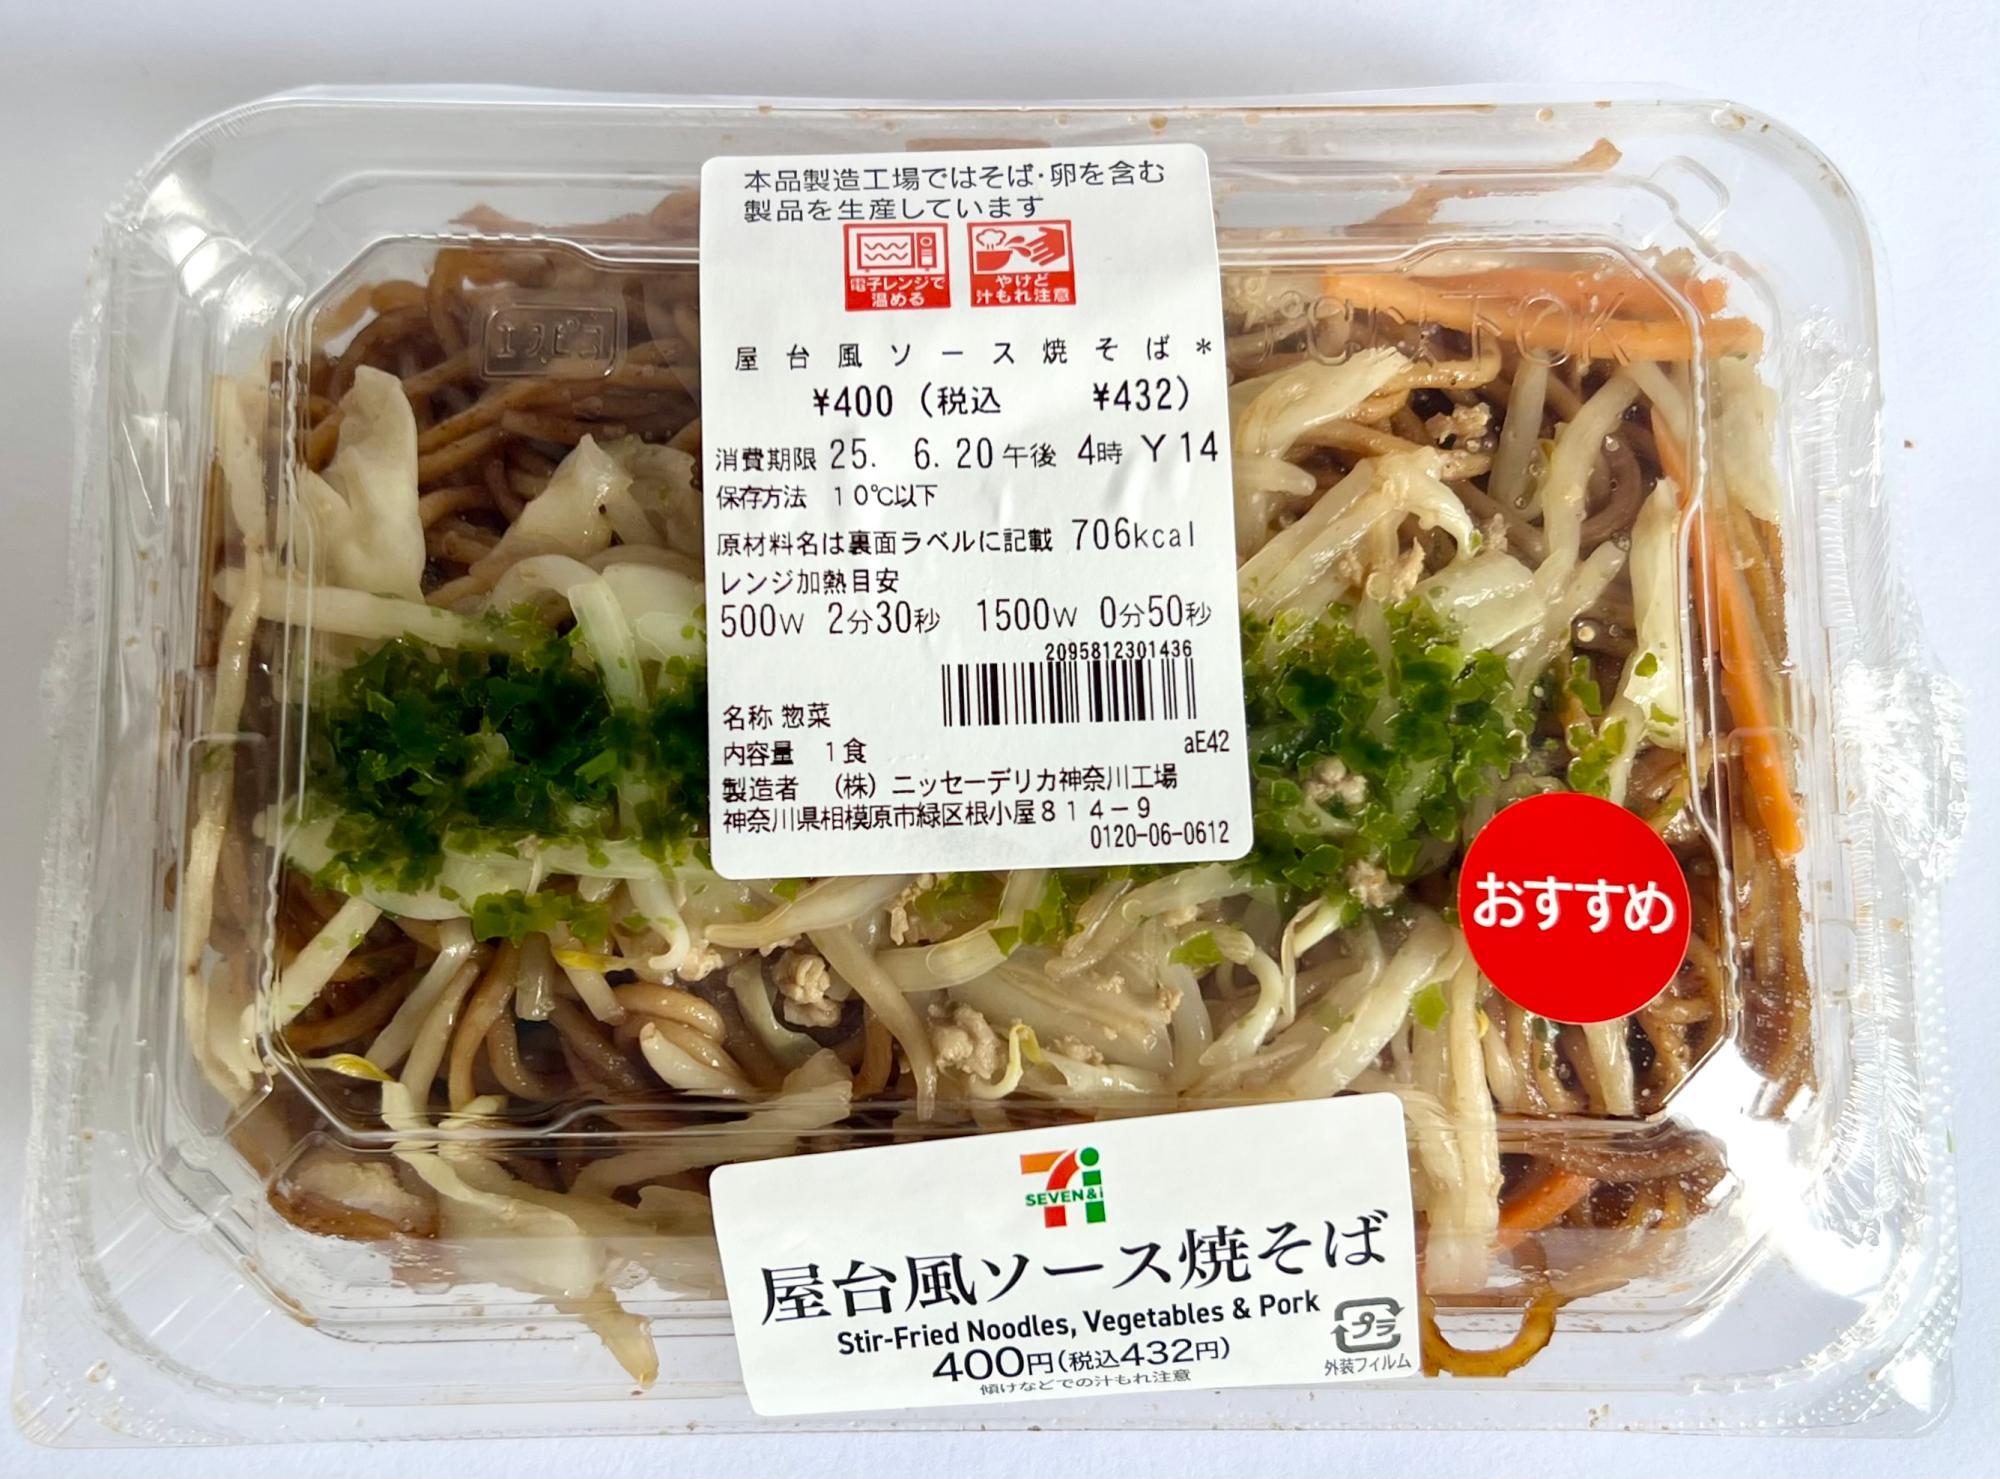 本品製造工場ではそば･卵を含む
製品を生産しています
電子レンジで
温める
やけど
汁もれ注意
屋台風ソース焼そば*
¥400 (税込 ¥432)
消費期限 25. 6.20午後 4時 Y14
保存方法 10℃以下
原材料名は裏面ラベルに記載 706kcal
レンジ加熱目安
500W 2分30秒 1500W 0分50秒
2095812301436
名称 惣菜
内容量 1食 aE42
製造者 (株)ニッセーデリカ神奈川工場
神奈川県相模原市緑区根小屋814-9
0120-06-0612
おすすめ
SEVEN&i
屋台風ソース焼そば
Stir-Fried Noodles, Vegetables & Pork
400円(税込432円)
傾けなどでの汁もれ注意
プラ
外装フィルム